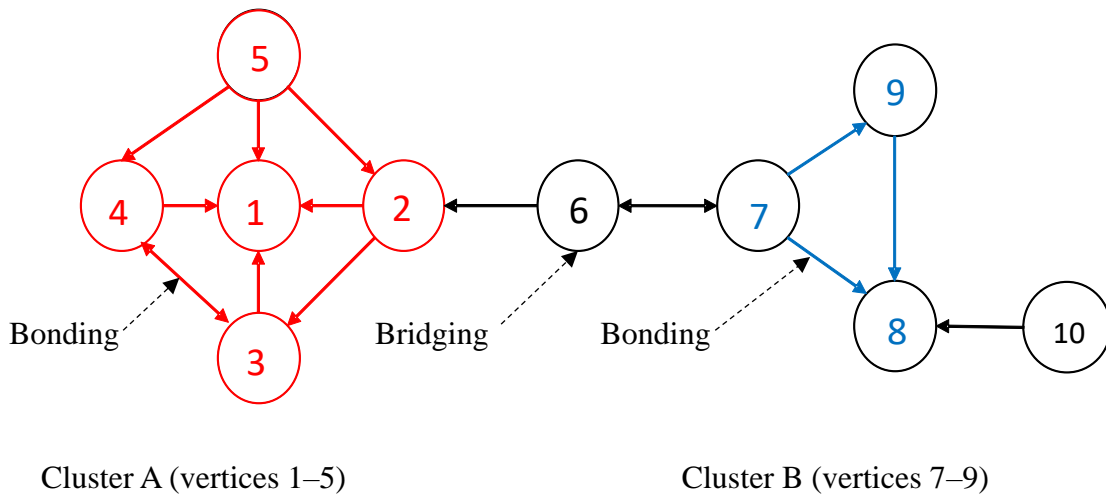 5
9
4
1
2
6
7
3
8
10
Bonding
Bridging
Bonding
Cluster A (vertices 1–5)
Cluster B (vertices 7–9)